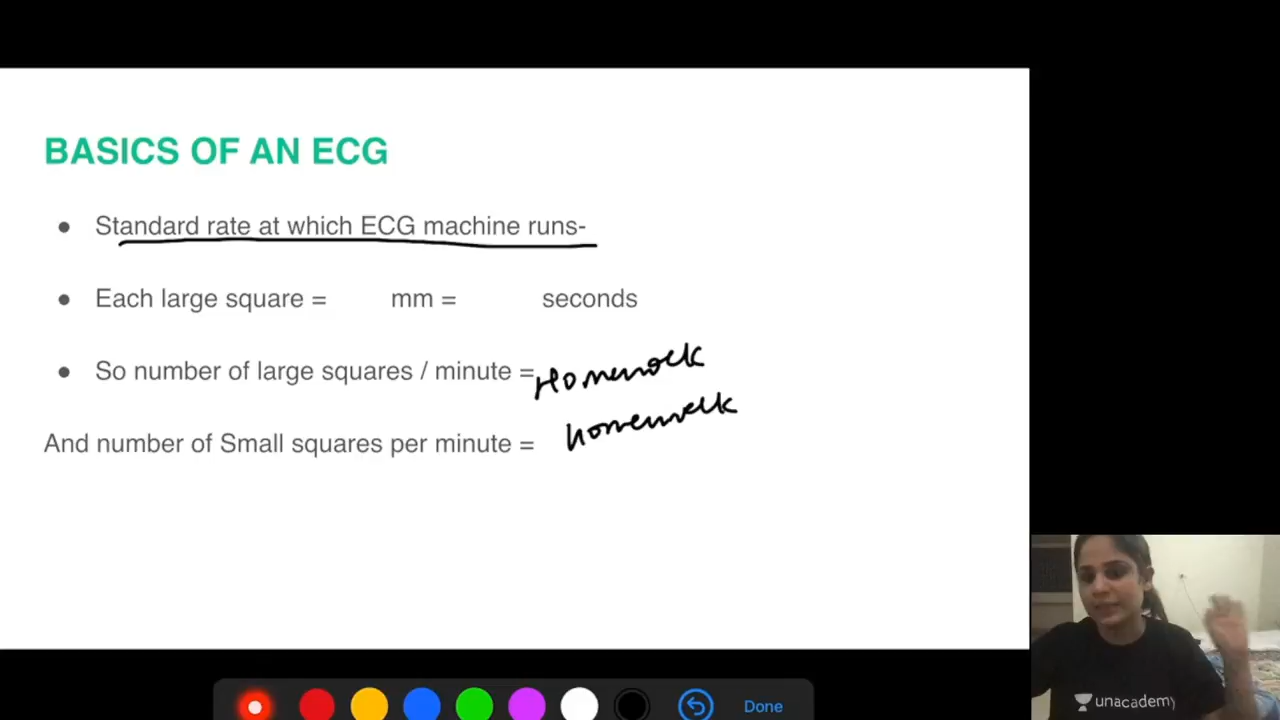 BASICS OF AN ECG
● Standard rate at which ECG machine runs-
● Each large square = mm = seconds
● So number of large squares / minute = Homework
And number of Small squares per minute = homework
unacademy
Done